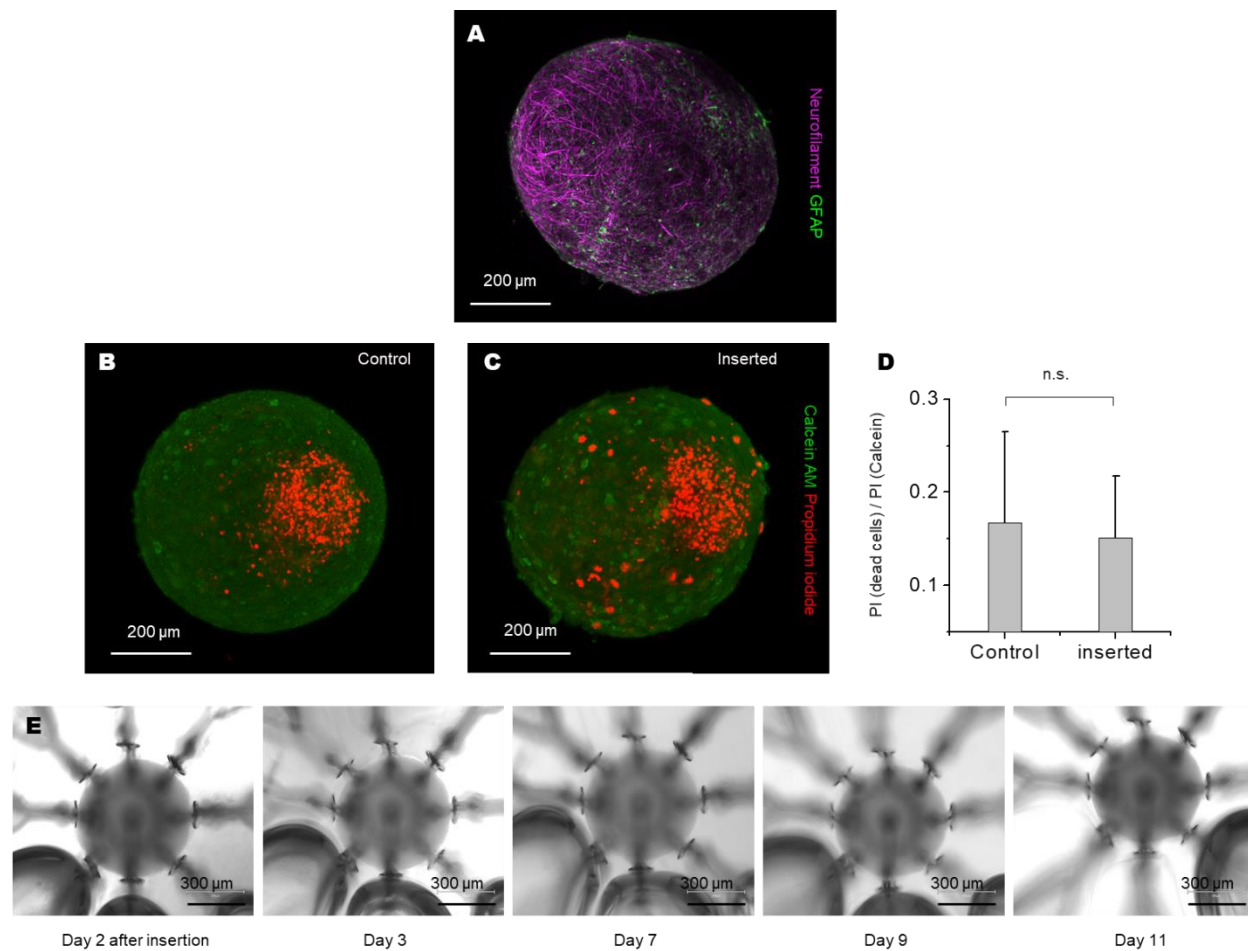 A
Neurofilament GFAP
200 µm
B
Control
200 µm
C
Inserted
Calcein AM Propidium iodide
200 µm
D
n.s.
PI (dead cells) / PI (Calcein)
0.3
0.2
0.1
Control
inserted
E
300 µm
300 µm
300 µm
300 µm
300 µm
Day 2 after insertion
Day 3
Day 7
Day 9
Day 11